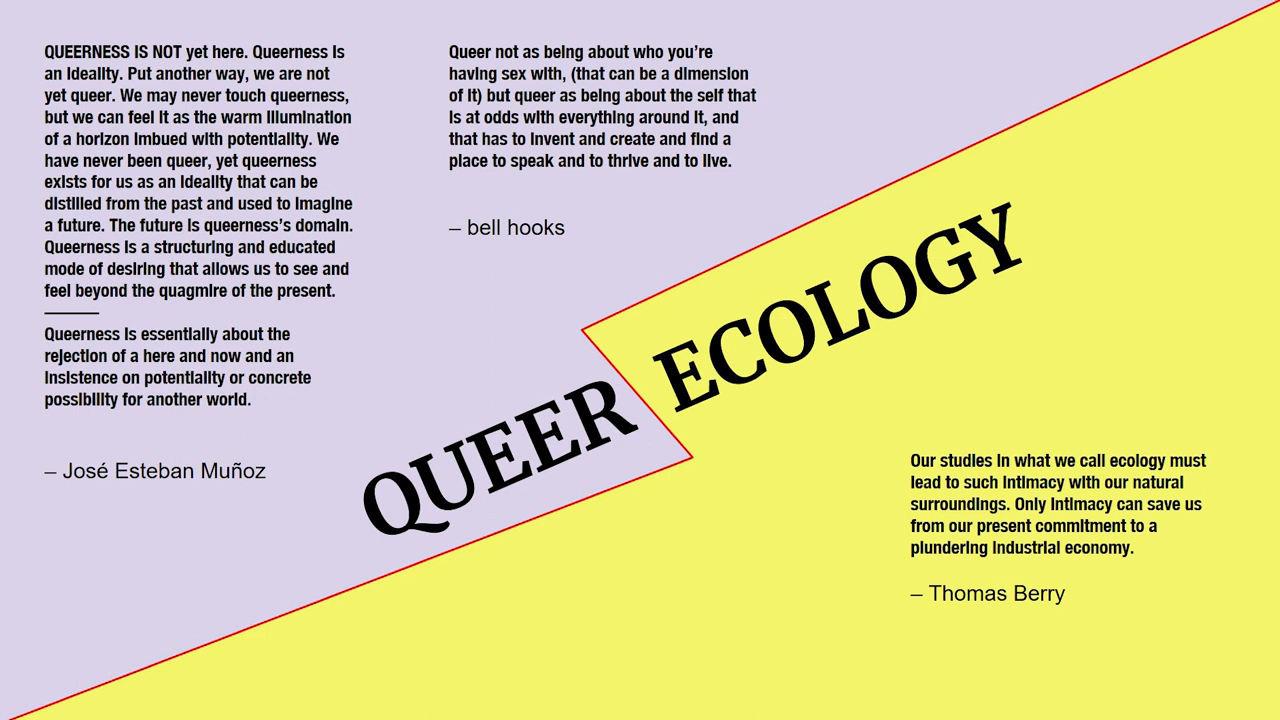 QUEERNESS IS NOT yet here. Queerness is
an ideality. Put another way, we are not
yet queer. We may never touch queerness,
but we can feel it as the warm illumination
of a horizon imbued with potentiality. We
have never been queer, yet queerness
exists for us as an ideality that can be
distilled from the past and used to imagine
a future. The future is queerness's domain.
Queerness is a structuring and educated
mode of desiring that allows us to see and
feel beyond the quagmire of the present.
Queerness is essentially about the
rejection of a here and now and an
insistence on potentiality or concrete
possibility for another world.
– José Esteban Muñoz
Queer not as being about who you’re
having sex with, (that can be a dimension
of it) but queer as being about the self that
is at odds with everything around it, and
that has to invent and create and find a
place to speak and to thrive and to live.
– bell hooks
QUEER ECOLOGY
Our studies in what we call ecology must
lead to such intimacy with our natural
surroundings. Only intimacy can save us
from our present commitment to a
plundering industrial economy.
– Thomas Berry